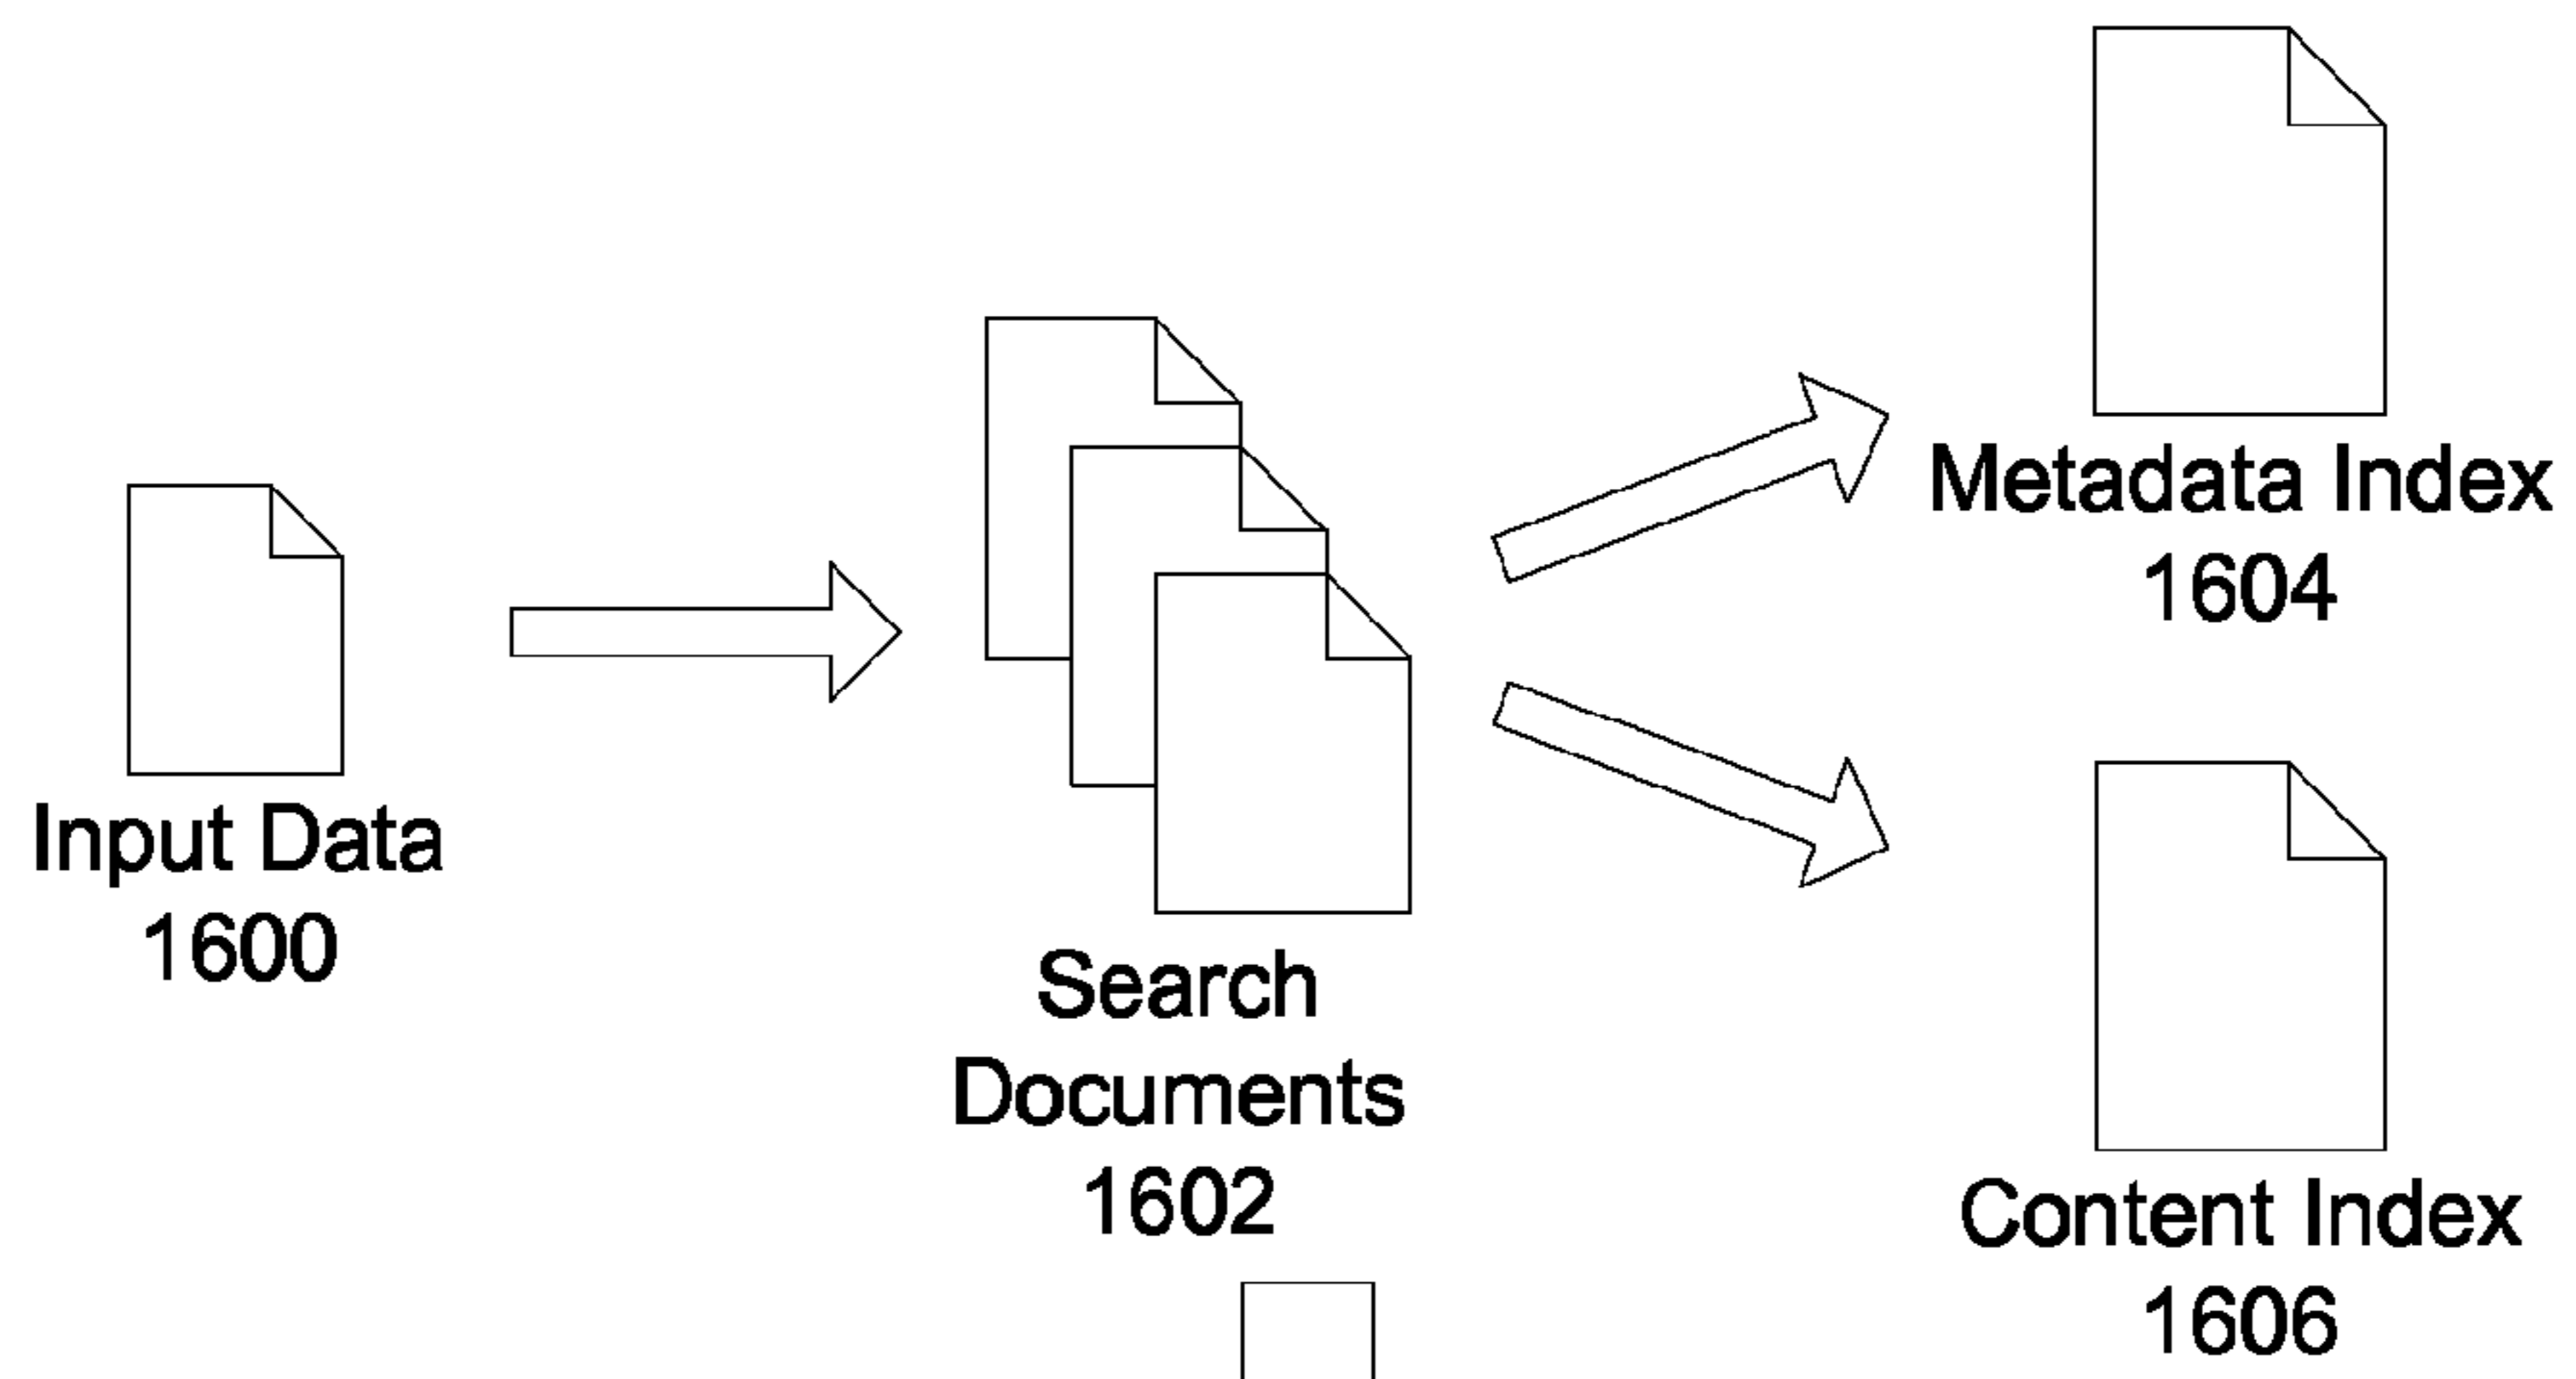 Input Data
1600
Search
Documents
1602
Metadata Index
1604
Content Index
1606